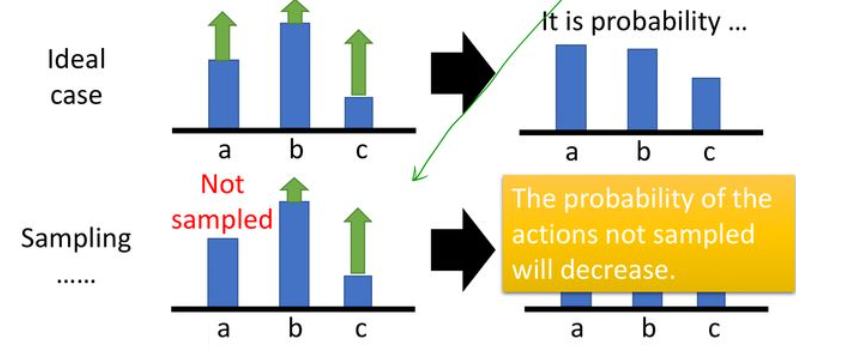 Ideal
case
a b c
It is probability ...
a b c
Sampling
......
Not
sampled
a b c
The probability of the
actions not sampled
will decrease.
a b c